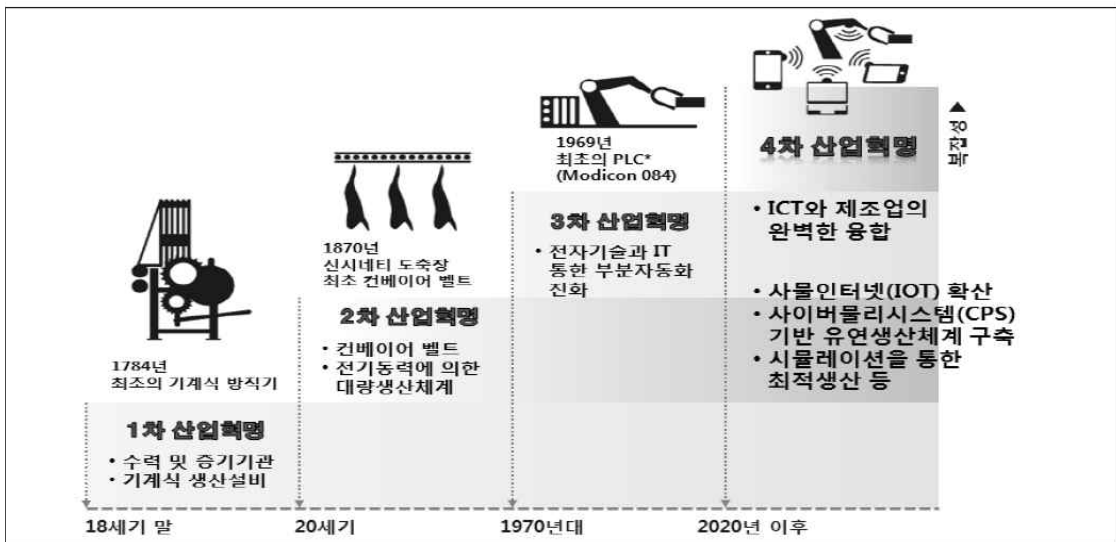 1784년
최초의 기계식 방직기
1차 산업혁명
• 수력 및 증기기관
• 기계식 생산설비
18세기 말
1870년
신시네티 도축장
최초 컨베이어 벨트
2차 산업혁명
• 컨베이어 벨트
• 전기동력에 의한
대량생산체계
20세기
1969년
최초의 PLC*
(Modicon 084)
3차 산업혁명
• 전자기술과 IT
통한 부분자동화
진화
1970년대
4차 산업혁명
• ICT와 제조업의
완벽한 융합
• 사물인터넷(IOT) 확산
• 사이버물리시스템(CPS)
기반 유연생산체계 구축
• 시뮬레이션을 통한
최적생산 등
2020년 이후
복잡성